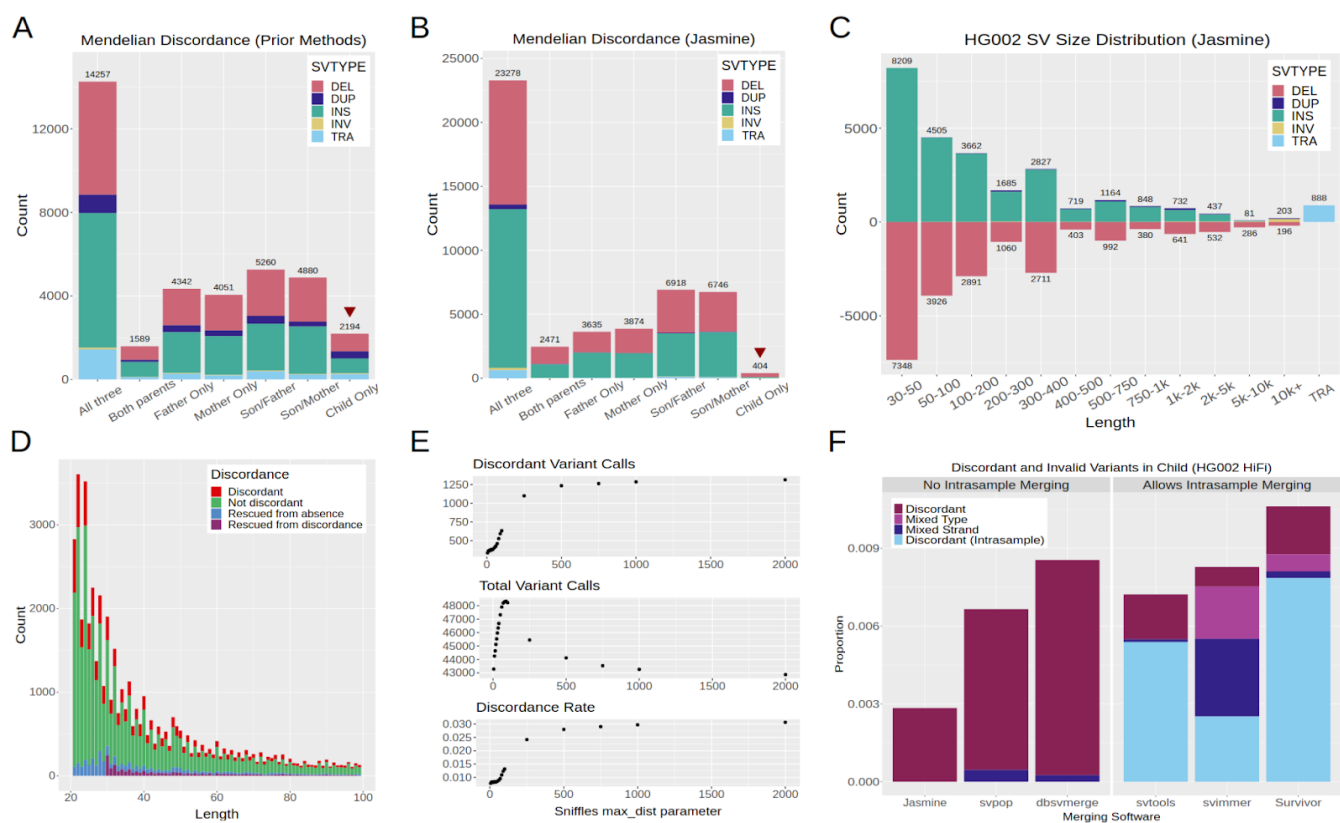 A
Mendelian Discordance (Prior Methods)
Count
12000
8000
4000
0
14257
1589
4342
4051
5260
4880
2194
SVTYPE
DEL
DUP
INS
INV
TRA
All three
Both parents
Father Only
Mother Only
Son/Father
Son/Mother
Child Only
B
Mendelian Discordance (Jasmine)
Count
25000
20000
15000
10000
5000
0
23278
2471
3635
3874
6918
6746
404
SVTYPE
DEL
DUP
INS
INV
TRA
All three
Both parents
Father Only
Mother Only
Son/Father
Son/Mother
Child Only
C
HG002 SV Size Distribution (Jasmine)
Count
5000
0
-5000
8209
4505
3662
1685
2827
719
1164
848
732
437
81
203
888
7348
3926
2891
1060
2711
403
992
380
641
532
286
196
SVTYPE
DEL
DUP
INS
INV
TRA
30-50
50-100
100-200
200-300
300-400
400-500
500-750
750-1k
1k-2k
2k-5k
5k-10k
10k+
TRA
Length
D
Count
3000
2000
1000
0
Discordance
Discordant
Not discordant
Rescued from absence
Rescued from discordance
20
40
60
80
100
Length
E
Discordant Variant Calls
1250
1000
750
500
0
500
1000
1500
2000
Total Variant Calls
48000
47000
46000
45000
44000
43000
0
500
1000
1500
2000
Discordance Rate
0.030
0.025
0.020
0.015
0.010
0
500
1000
1500
2000
Sniffles max_dist parameter
F
Discordant and Invalid Variants in Child (HG002 HiFi)
No Intrasample Merging
Allows Intrasample Merging
Discordant
Mixed Type
Mixed Strand
Discordant (Intrasample)
Proportion
0.009
0.006
0.003
0.000
Jasmine
svpop
dbsvmerge
svtools
svimmer
Survivor
Merging Software